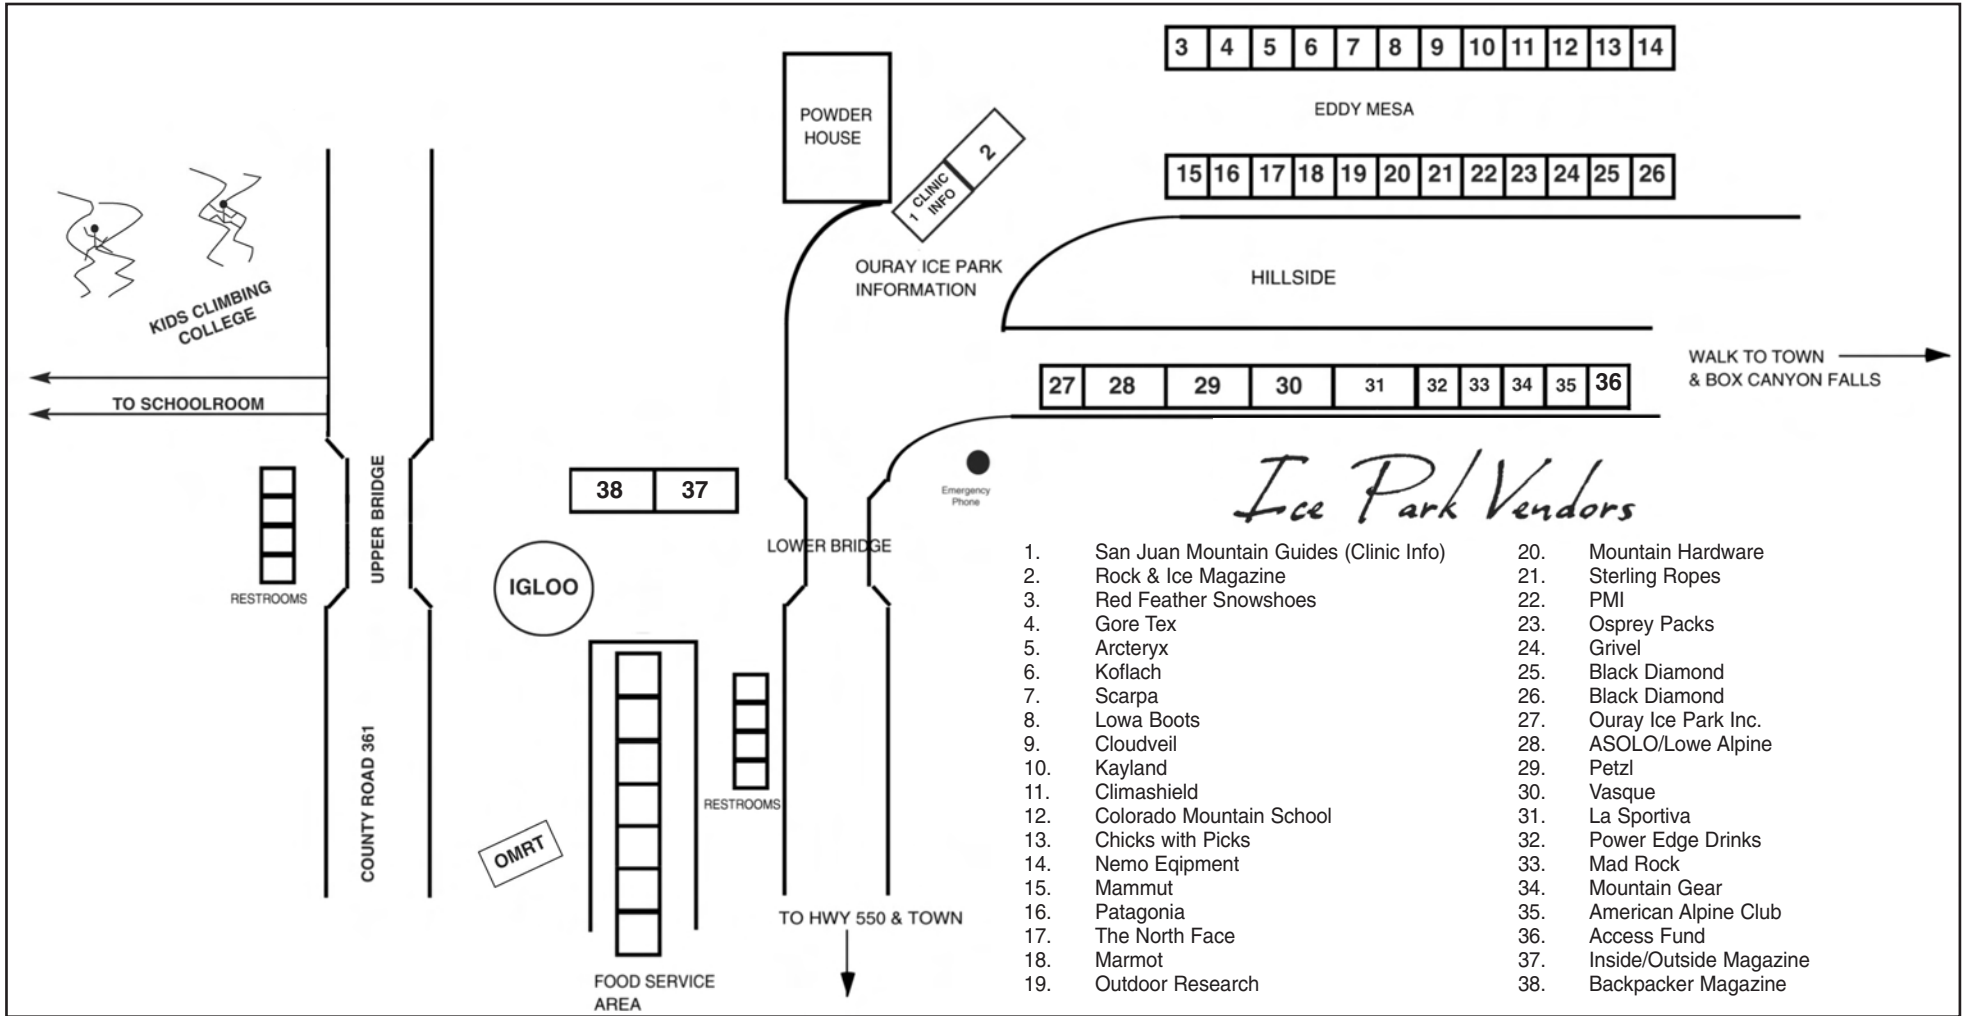 3 4 5 6 7 8 9 10 11 12 13 14
EDDY MESA
15 16 17 18 19 20 21 22 23 24 25 26
POWDER
HOUSE
1 CLINIC
INFO
2
OURAY ICE PARK
INFORMATION
HILLSIDE
KIDS CLIMBING
COLLEGE
TO SCHOOLROOM
WALK TO TOWN
& BOX CANYON FALLS
27 28 29 30 31 32 33 34 35 36
UPPER BRIDGE
RESTROOMS
38 37
LOWER BRIDGE
Emergency
Phone
IGLOO
COUNTY ROAD 361
OMRT
RESTROOMS
FOOD SERVICE
AREA
TO HWY 550 & TOWN
Ice Park Vendors
1. San Juan Mountain Guides (Clinic Info)
2. Rock & Ice Magazine
3. Red Feather Snowshoes
4. Gore Tex
5. Arcteryx
6. Koflach
7. Scarpa
8. Lowa Boots
9. Cloudveil
10. Kayland
11. Climashield
12. Colorado Mountain School
13. Chicks with Picks
14. Nemo Eqipment
15. Mammut
16. Patagonia
17. The North Face
18. Marmot
19. Outdoor Research
20. Mountain Hardware
21. Sterling Ropes
22. PMI
23. Osprey Packs
24. Grivel
25. Black Diamond
26. Black Diamond
27. Ouray Ice Park Inc.
28. ASOLO/Lowe Alpine
29. Petzl
30. Vasque
31. La Sportiva
32. Power Edge Drinks
33. Mad Rock
34. Mountain Gear
35. American Alpine Club
36. Access Fund
37. Inside/Outside Magazine
38. Backpacker Magazine